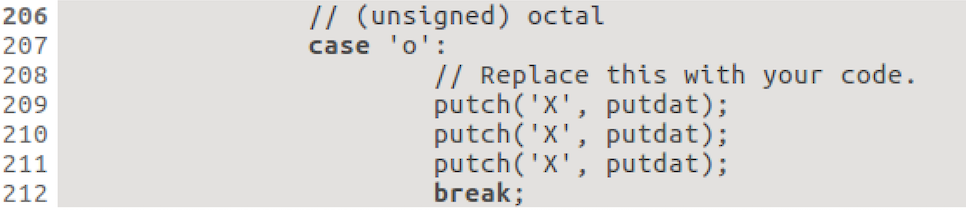 206 // (unsigned) octal
207 case 'o':
208 // Replace this with your code.
209 putch('X', putdat);
210 putch('X', putdat);
211 putch('X', putdat);
212 break;